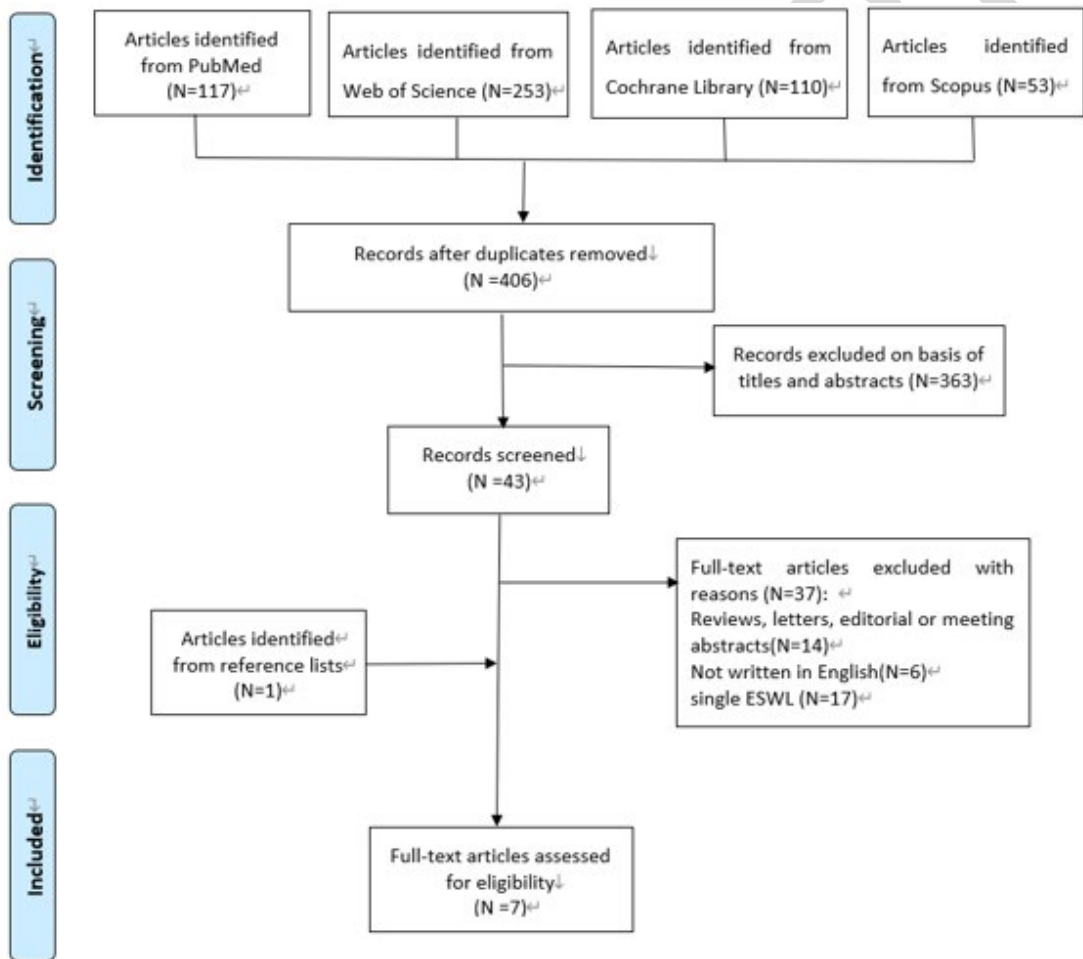 Identification↵
Articles identified
from PubMed
(N=117)↵
Articles identified from
Web of Science (N=253)↵
Articles identified from
Cochrane Library (N=110)↵
Articles identified
from Scopus (N=53)↵
Records after duplicates removed↓
(N =406)↵
Screening↵
Records excluded on basis of
titles and abstracts (N=363)↵
Records screened↓
(N =43)↵
Eligibility↵
Full-text articles excluded with
reasons (N=37): ↵
Reviews, letters, editorial or meeting
abstracts(N=14)↵
Not written in English(N=6)↵
single ESWL (N=17)↵
Articles identified↵
from reference lists↵
(N=1)↵
Included↵
Full-text articles assessed
for eligibility↓
(N =7)↵